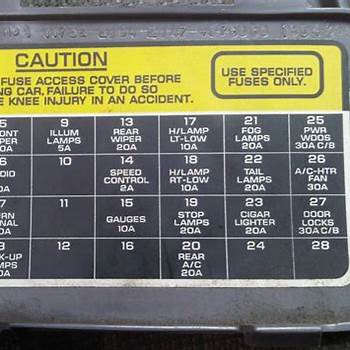 CAUTION
FUSE ACCESS COVER BEFORE
CAR, FAILURE TO DO SO
KNEE INJURY IN AN ACCIDENT.
USE SPECIFIED
FUSES ONLY.
9 13 17 21 25
ILLUM REAR H/LAMP FOG PWR
LAMPS WIPER LT-LOW LAMPS WDOS
5A 20A 10A 20A 30A C/B
10 14 18 22 26
SPEED H/LAMP TAIL A/C-HTR
CONTROL RT-LOW LAMPS FAN
2A 10A 20A 30A
11 15 19 23 27
GAUGES STOP CIGAR DOOR
LAMPS LIGHTER LOCKS
10A 20A 20A 30A C/B
12 16 20 24 28
REAR
A/C
20A